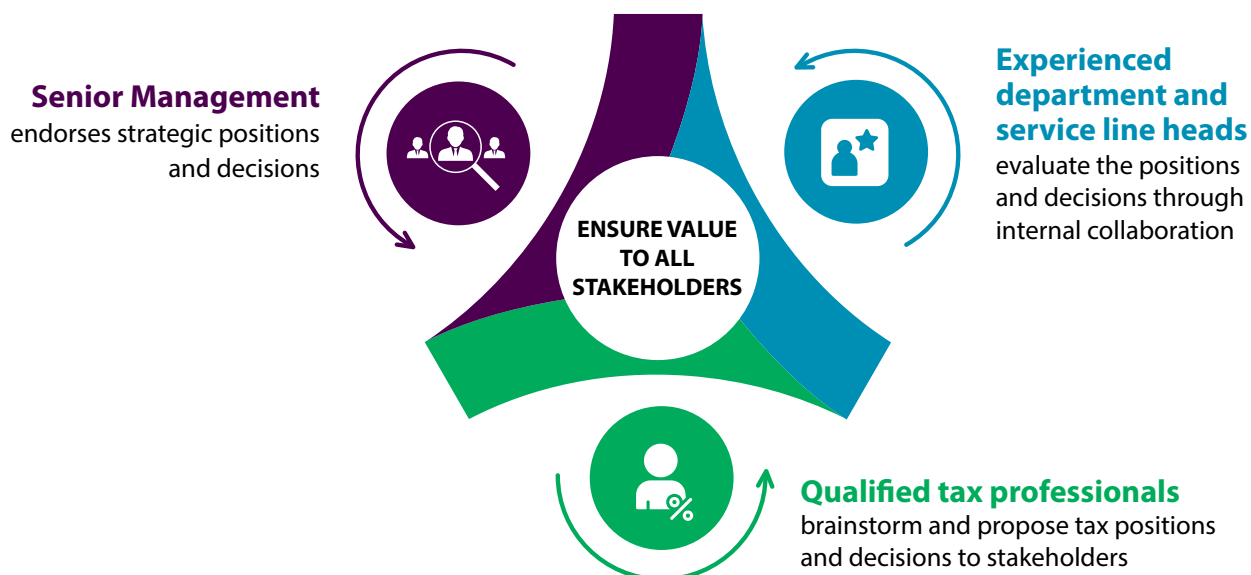 Senior Management
endorses strategic positions
and decisions
Experienced
department and
service line heads
evaluate the positions
and decisions through
internal collaboration
ENSURE VALUE
TO ALL
STAKEHOLDERS
%
Qualified tax professionals
brainstorm and propose tax positions
and decisions to stakeholders